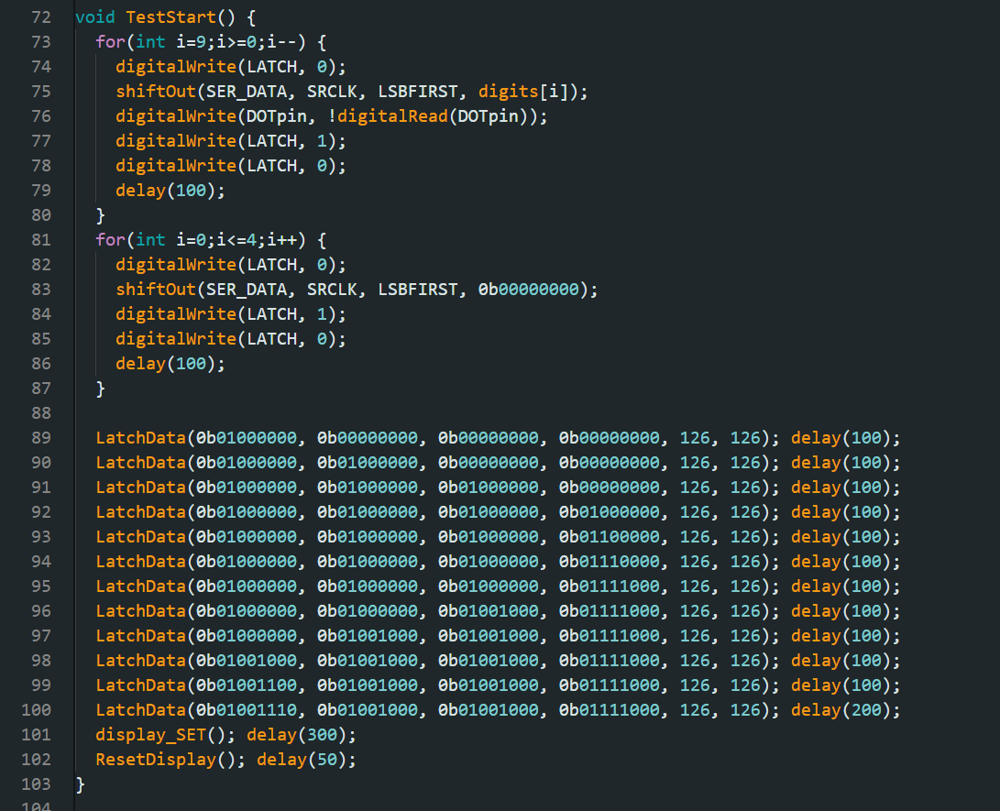 72 void TestStart() {
73   for(int i=9;i>=0;i--) {
74     digitalWrite(LATCH, 0);
75     shiftOut(SER_DATA, SRCLK, LSBFIRST, digits[i]);
76     digitalWrite(DOTpin, !digitalRead(DOTpin));
77     digitalWrite(LATCH, 1);
78     digitalWrite(LATCH, 0);
79     delay(100);
80   }
81   for(int i=0;i<=4;i++) {
82     digitalWrite(LATCH, 0);
83     shiftOut(SER_DATA, SRCLK, LSBFIRST, 0b00000000);
84     digitalWrite(LATCH, 1);
85     digitalWrite(LATCH, 0);
86     delay(100);
87   }
88
89   LatchData(0b01000000, 0b00000000, 0b00000000, 0b00000000, 126, 126); delay(100);
90   LatchData(0b01000000, 0b01000000, 0b00000000, 0b00000000, 126, 126); delay(100);
91   LatchData(0b01000000, 0b01000000, 0b01000000, 0b00000000, 126, 126); delay(100);
92   LatchData(0b01000000, 0b01000000, 0b01000000, 0b01000000, 126, 126); delay(100);
93   LatchData(0b01000000, 0b01000000, 0b01000000, 0b01100000, 126, 126); delay(100);
94   LatchData(0b01000000, 0b01000000, 0b01000000, 0b01110000, 126, 126); delay(100);
95   LatchData(0b01000000, 0b01000000, 0b01000000, 0b01111000, 126, 126); delay(100);
96   LatchData(0b01000000, 0b01000000, 0b01001000, 0b01111000, 126, 126); delay(100);
97   LatchData(0b01000000, 0b01001000, 0b01001000, 0b01111000, 126, 126); delay(100);
98   LatchData(0b01001000, 0b01001000, 0b01001000, 0b01111000, 126, 126); delay(100);
99   LatchData(0b01001100, 0b01001000, 0b01001000, 0b01111000, 126, 126); delay(100);
100   LatchData(0b01001110, 0b01001000, 0b01001000, 0b01111000, 126, 126); delay(200);
101   display_SET(); delay(300);
102   ResetDisplay(); delay(50);
103 }
104